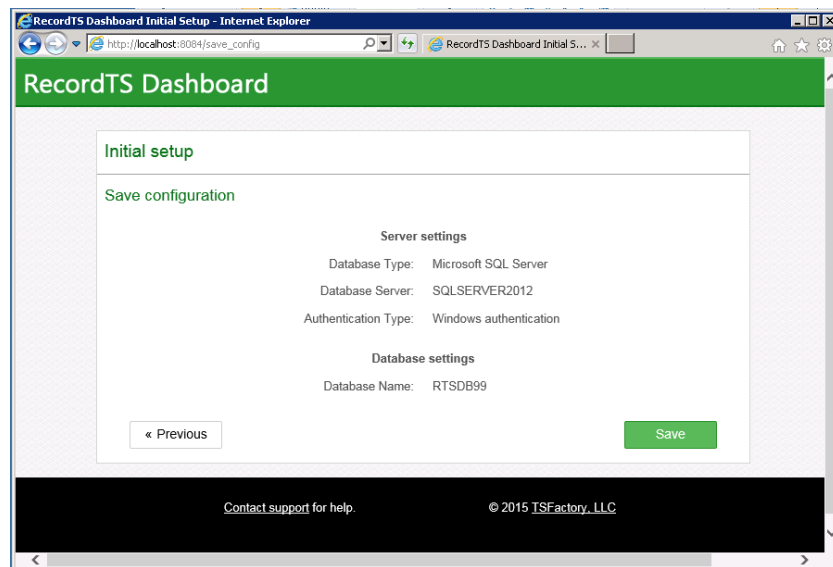 RecordTS Dashboard Initial Setup - Internet Explorer
http://localhost:8084/save_config
RecordTS Dashboard Initial S...
RecordTS Dashboard
Initial setup
Save configuration
Server settings
Database Type: Microsoft SQL Server
Database Server: SQLSERVER2012
Authentication Type: Windows authentication
Database settings
Database Name: RTSDB99
« Previous
Save
Contact support for help.
© 2015 TSFactory, LLC